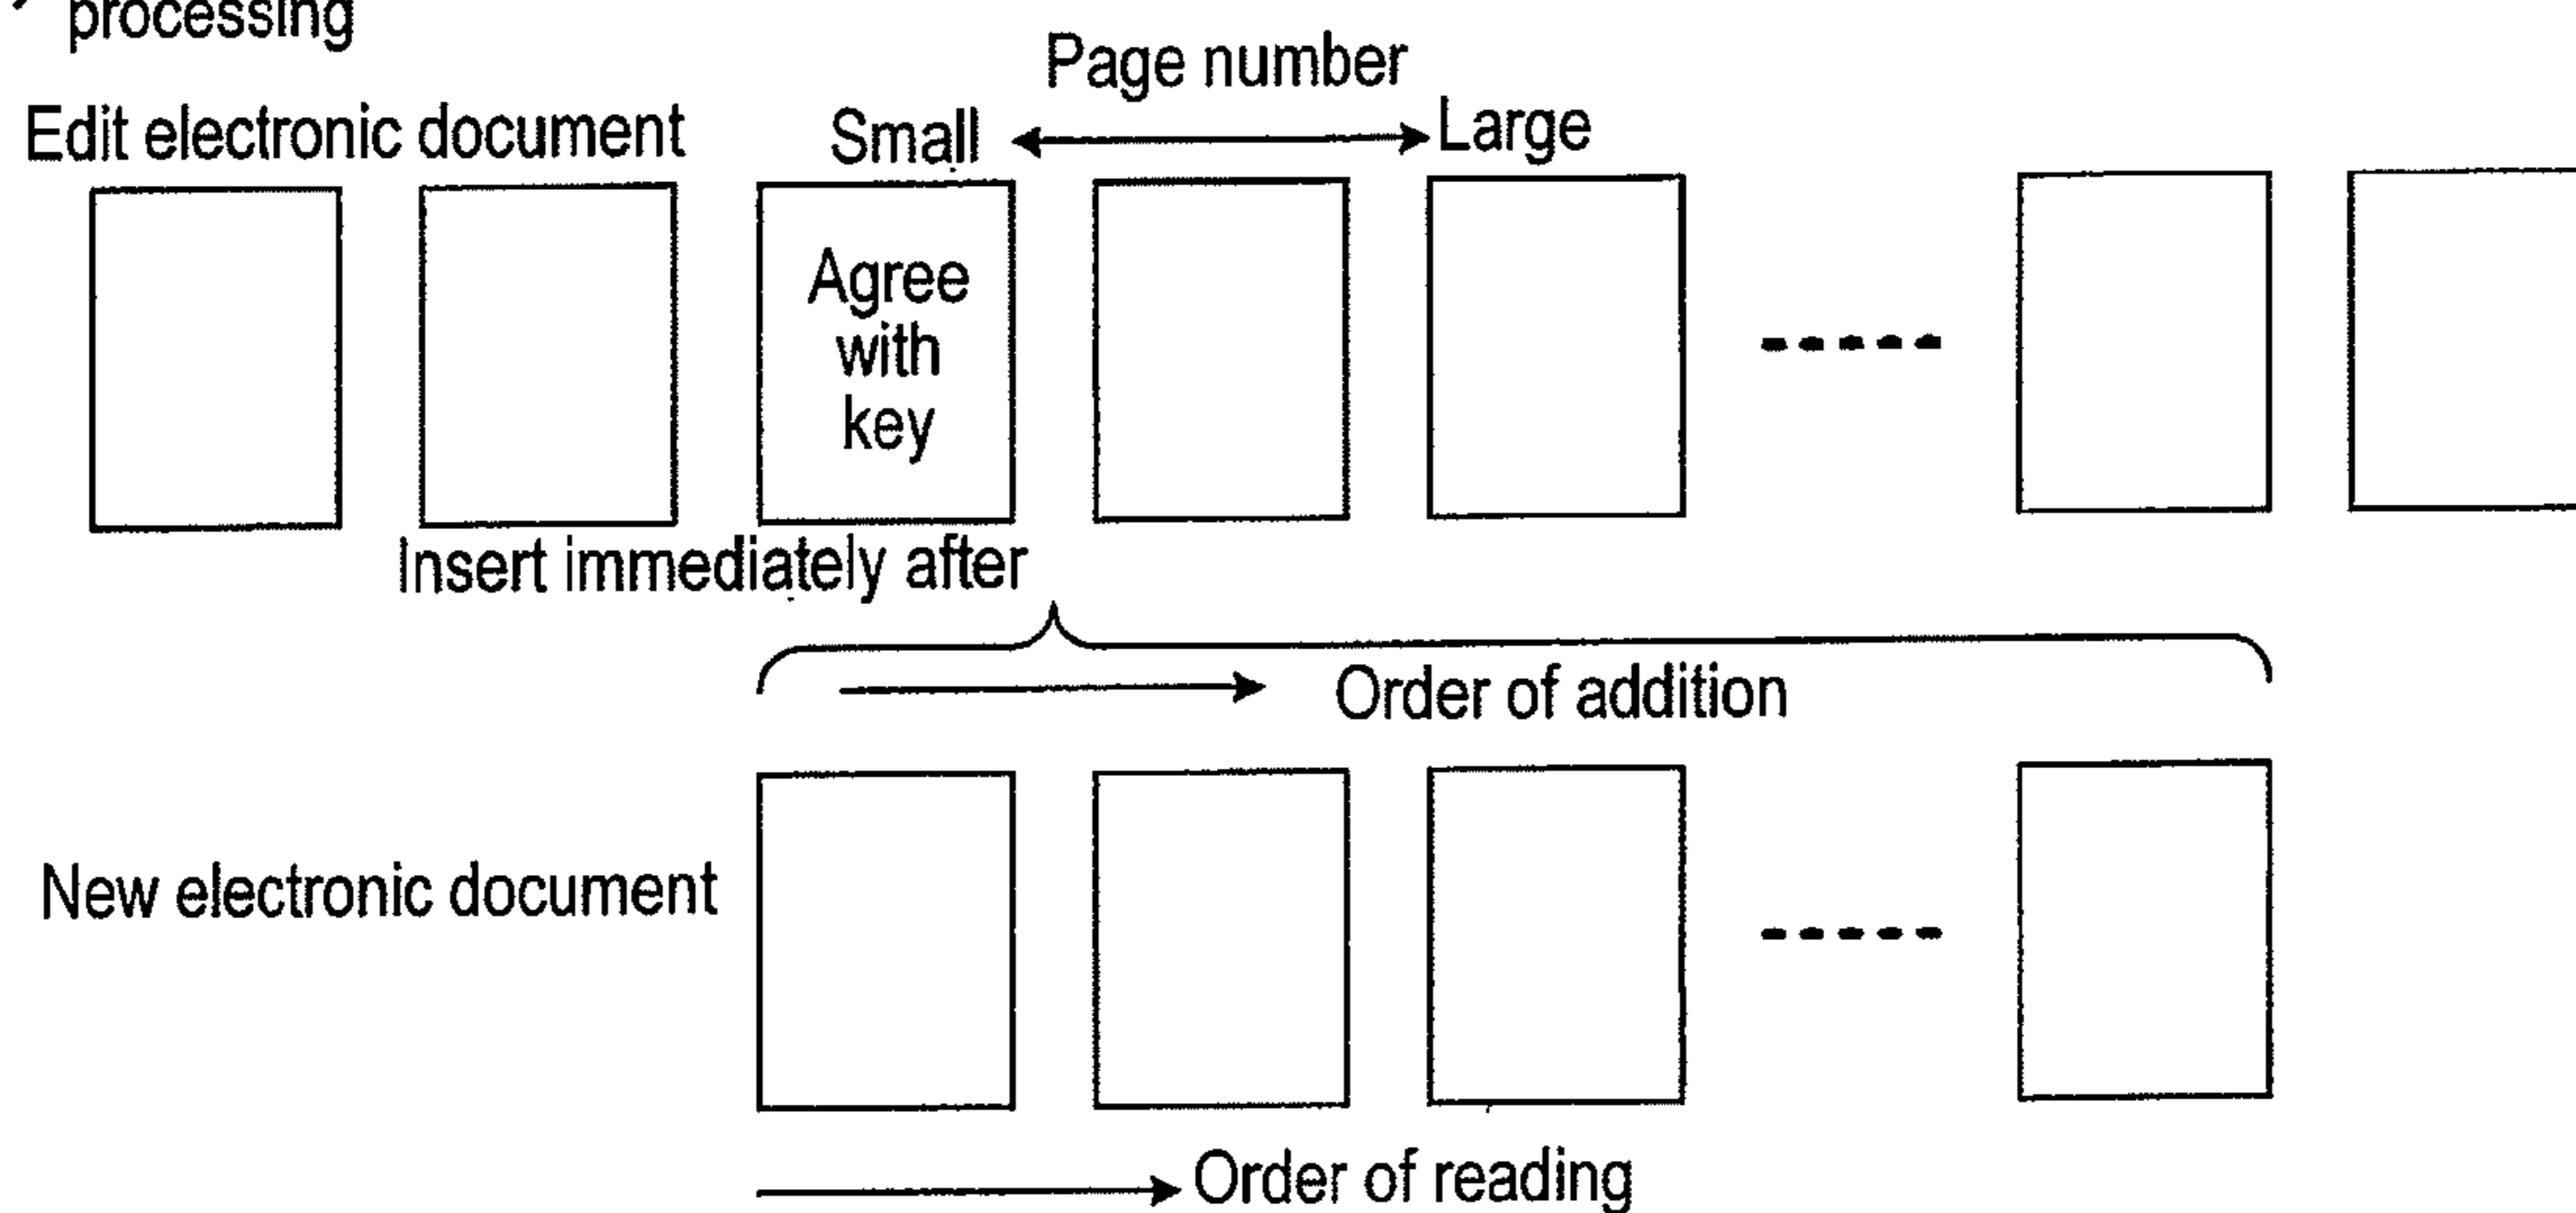 processing
Page number
Edit electronic document
Small
Large
Agree
with
key
Insert immediately after
Order of addition
New electronic document
Order of reading